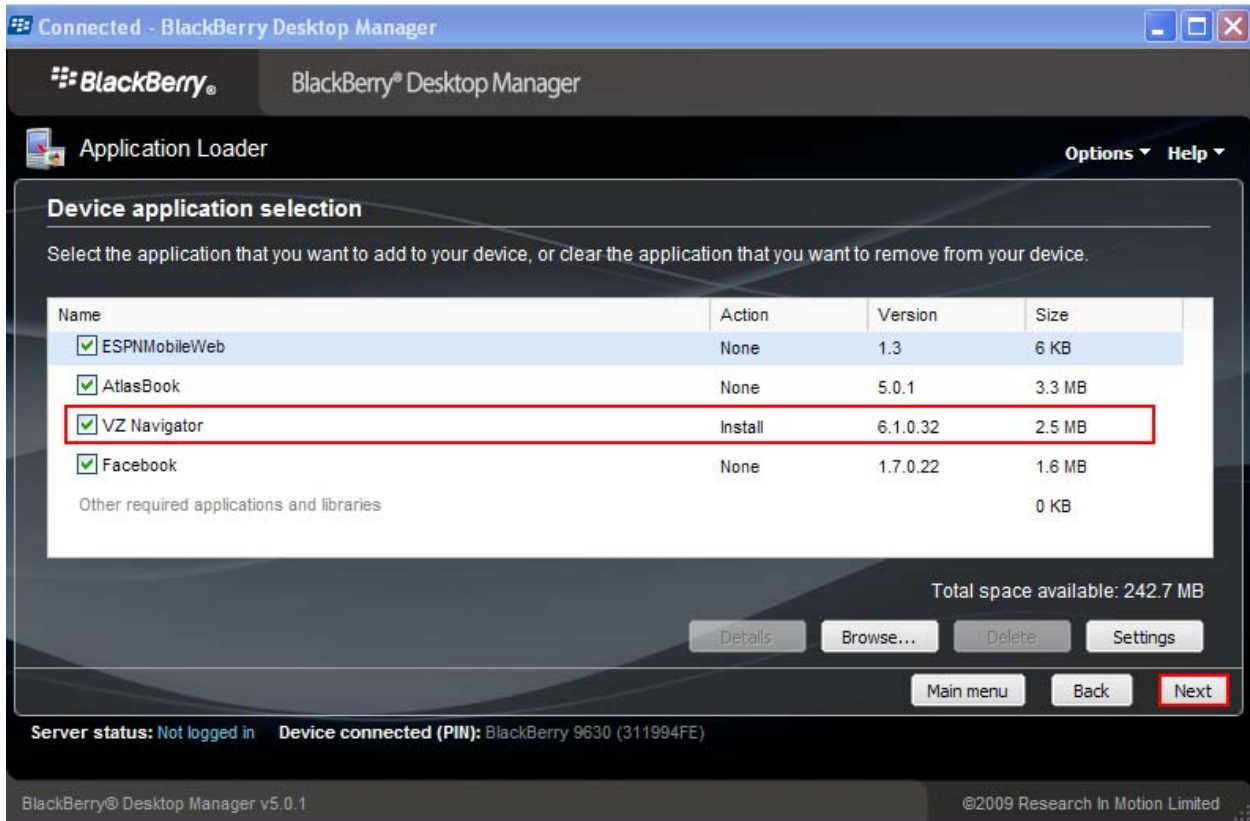 Connected - BlackBerry Desktop Manager
BlackBerry® BlackBerry® Desktop Manager
Application Loader Options Help
Device application selection
Select the application that you want to add to your device, or clear the application that you want to remove from your device.
Name Action Version Size
ESPNMobileWeb None 1.3 6 KB
AtlasBook None 5.0.1 3.3 MB
VZ Navigator Install 6.1.0.32 2.5 MB
Facebook None 1.7.0.22 1.6 MB
Other required applications and libraries 0 KB
Total space available: 242.7 MB
Details Browse... Delete Settings
Main menu Back Next
Server status: Not logged in Device connected (PIN): BlackBerry 9630 (311994FE)
BlackBerry® Desktop Manager v5.0.1 ©2009 Research In Motion Limited